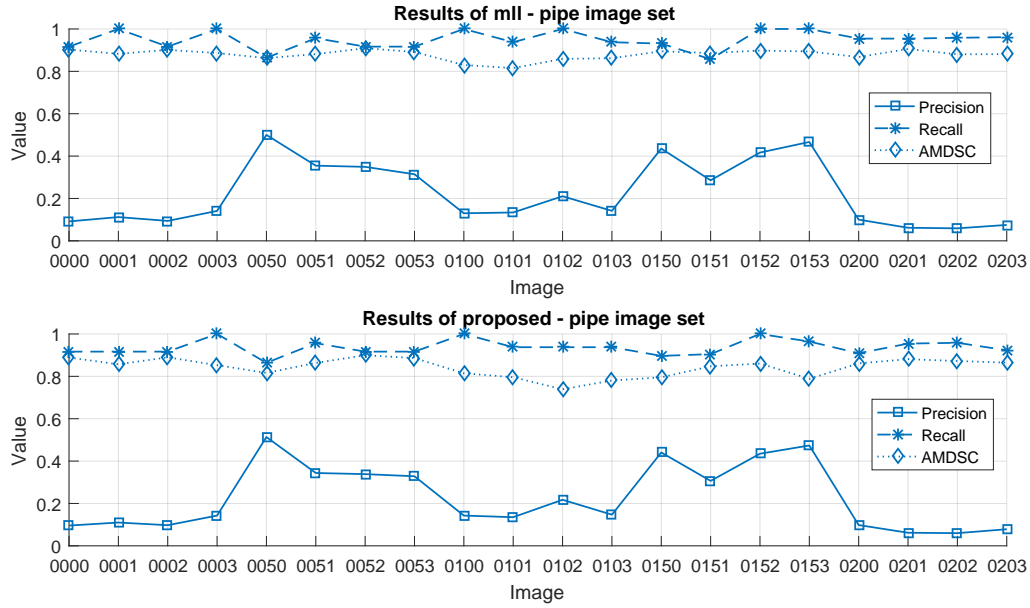 Results of mll - pipe image set
1
0.8
0.6
0.4
0.2
0
Value
Precision
Recall
AMDSC
0000 0001 0002 0003 0050 0051 0052 0053 0100 0101 0102 0103 0150 0151 0152 0153 0200 0201 0202 0203
Image
Results of proposed - pipe image set
1
0.8
0.6
0.4
0.2
0
Value
Precision
Recall
AMDSC
0000 0001 0002 0003 0050 0051 0052 0053 0100 0101 0102 0103 0150 0151 0152 0153 0200 0201 0202 0203
Image